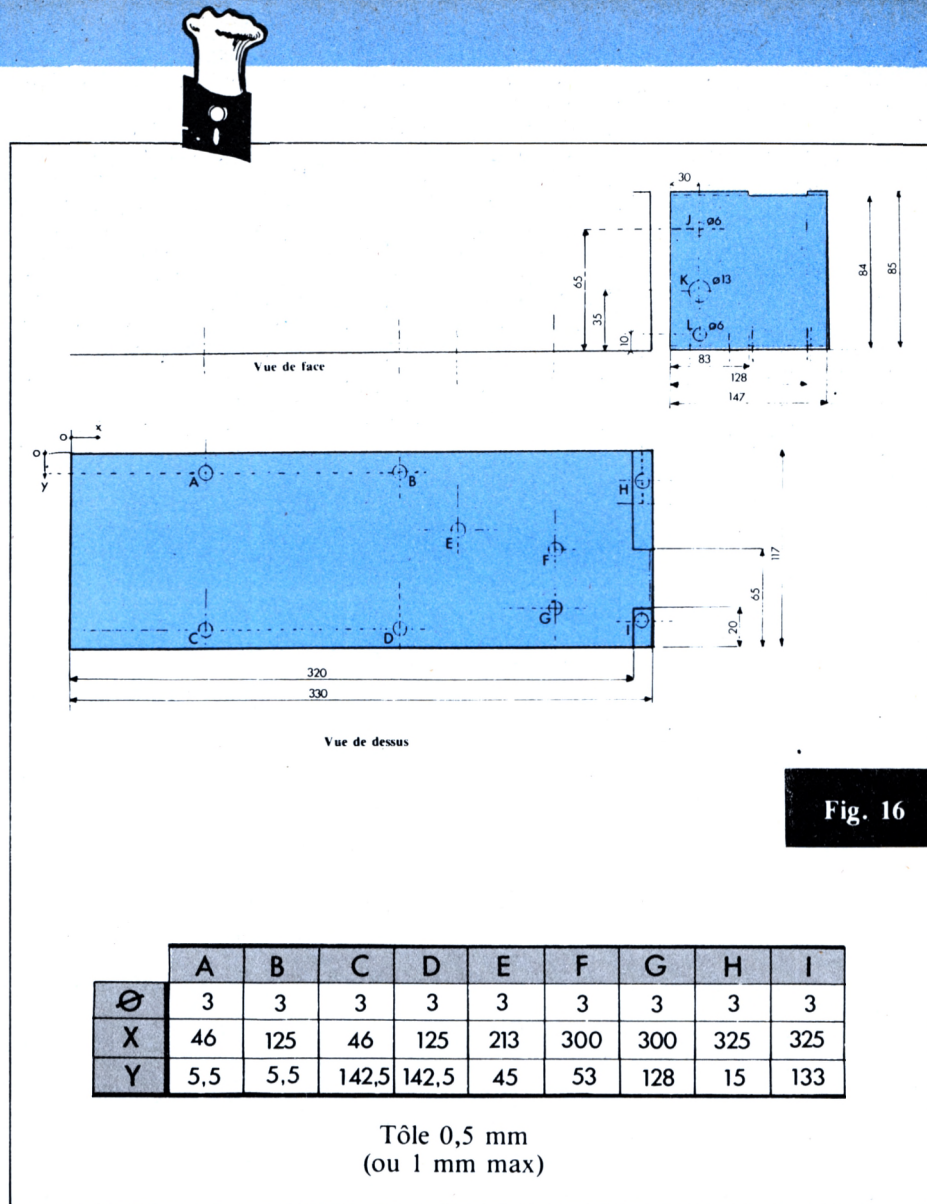 30
J ø6
K ø13
L ø6
65
35
10
84
85
83
128
147
Vue de face
O x
O
y
A
B
C
D
E
F
G
H
I
117
65
20
320
330
Vue de dessus
Fig. 16
A B C D E F G H I
Ø 3 3 3 3 3 3 3 3 3
X 46 125 46 125 213 300 300 325 325
Y 5,5 5,5 142,5 142,5 45 53 128 15 133
Tôle 0,5 mm
(ou 1 mm max)